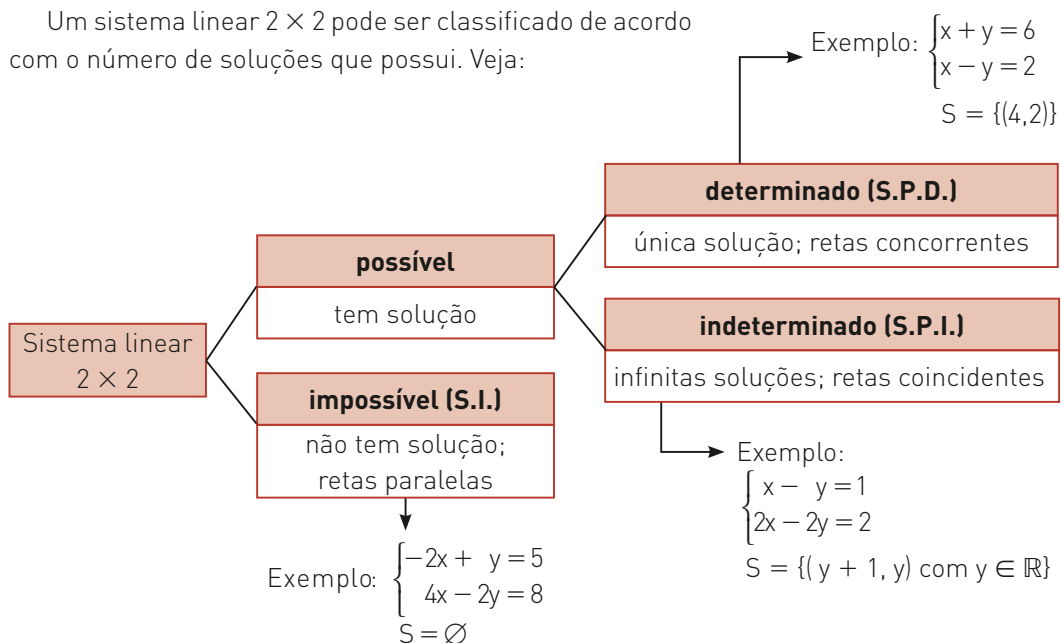 Um sistema linear 2 × 2 pode ser classificado de acordo
com o número de soluções que possui. Veja:
Exemplo: {x + y = 6
x − y = 2
S = {(4,2)}
determinado (S.P.D.)
única solução; retas concorrentes
possível
tem solução
indeterminado (S.P.I.)
infinitas soluções; retas coincidentes
Sistema linear
2 × 2
impossível (S.I.)
não tem solução;
retas paralelas
Exemplo:
{x − y = 1
2x − 2y = 2
S = {( y + 1, y) com y ∈ ℝ}
Exemplo: {−2x + y = 5
4x − 2y = 8
S = ∅